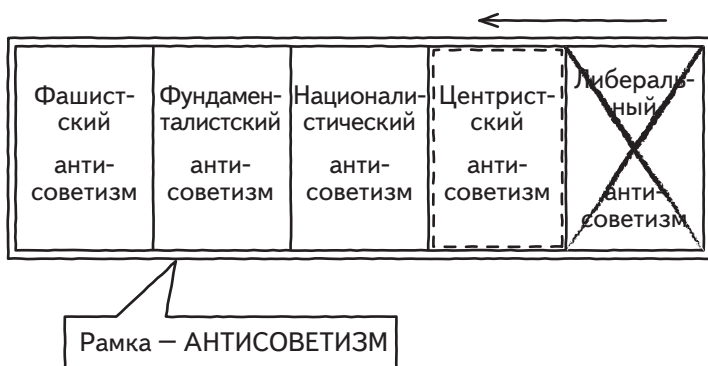 Фашист-
ский
анти-
советизм
Фундамен-
талистский
анти-
советизм
Националь-
стический
анти-
советизм
Центрист-
ский
анти-
советизм
Либераль-
ный
анти-
советизм
Рамка — АНТИСОВЕТИЗМ